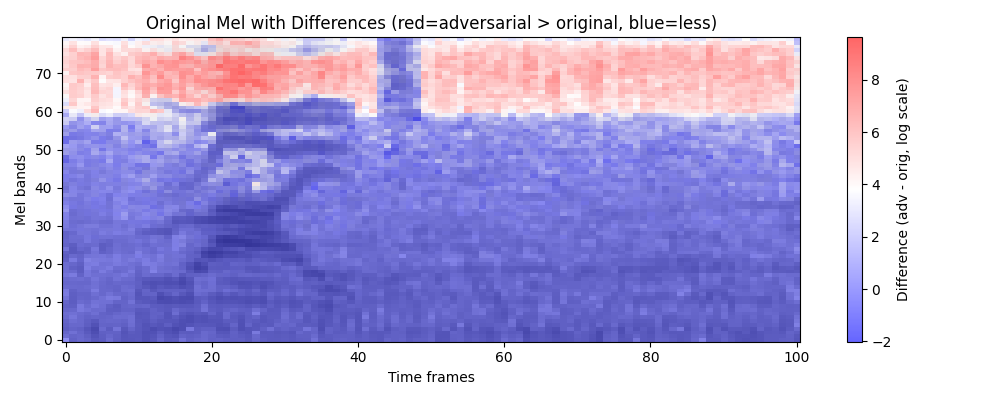 Original Mel with Differences (red=adversarial > original, blue=less)
Mel bands
70
60
50
40
30
20
10
0
0 20 40 60 80 100
Time frames
8
6
4
2
0
−2
Difference (adv - orig, log scale)